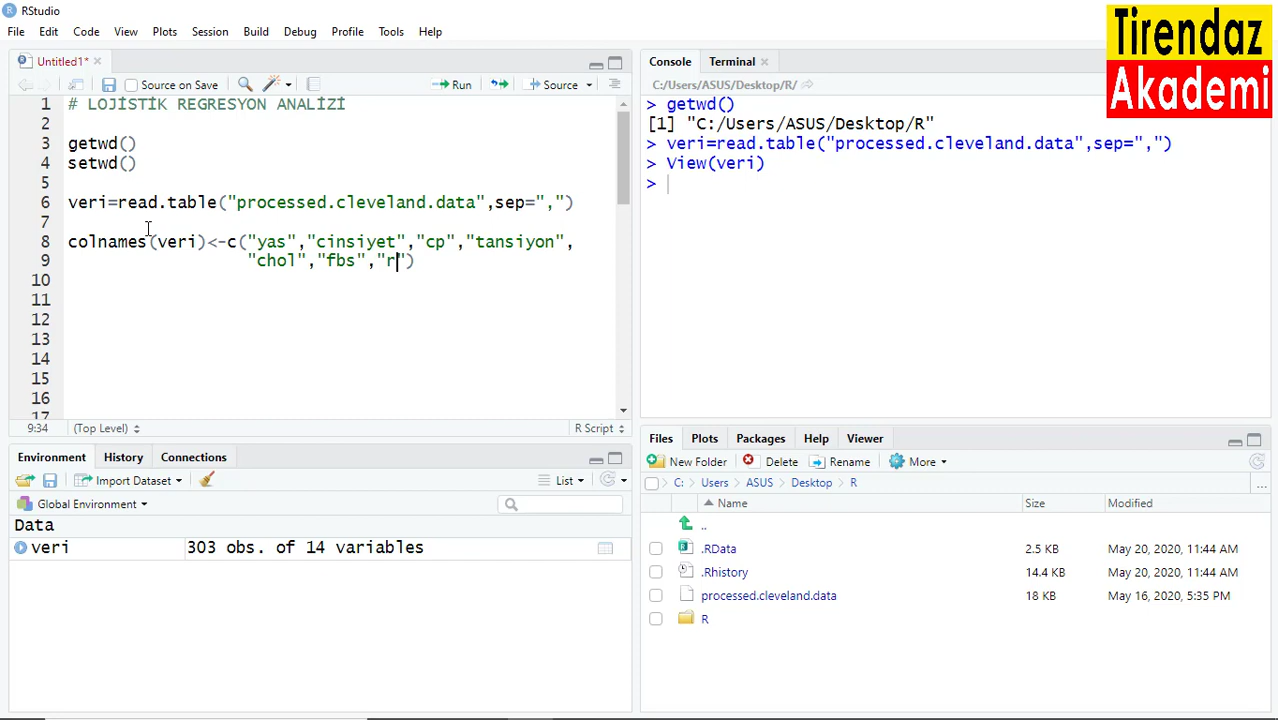 RStudio
File Edit Code View Plots Session Build Debug Profile Tools Help
Tirendaz
Akademi
Untitled1*
Source on Save
Run
Source
1 # LOJİSTİK REGRESYON ANALİZİ
2
3 getwd()
4 setwd()
5
6 veri=read.table("processed.cleveland.data",sep=",")
7
8 colnames(veri)<-c("yas","cinsiyet","cp","tansiyon",
9 "chol","fbs","r")
10
11
12
13
14
15
16
17
9:34 (Top Level) R Script
Console Terminal
C:/Users/ASUS/Desktop/R/
> getwd()
[1] "C:/Users/ASUS/Desktop/R"
> veri=read.table("processed.cleveland.data",sep=",")
> View(veri)
>
Environment History Connections
Import Dataset List
Global Environment
Data
veri 303 obs. of 14 variables
Files Plots Packages Help Viewer
New Folder Delete Rename More
C: Users ASUS Desktop R ...
Name Size Modified
..
.RData 2.5 KB May 20, 2020, 11:44 AM
.Rhistory 14.4 KB May 20, 2020, 11:44 AM
processed.cleveland.data 18 KB May 16, 2020, 5:35 PM
R